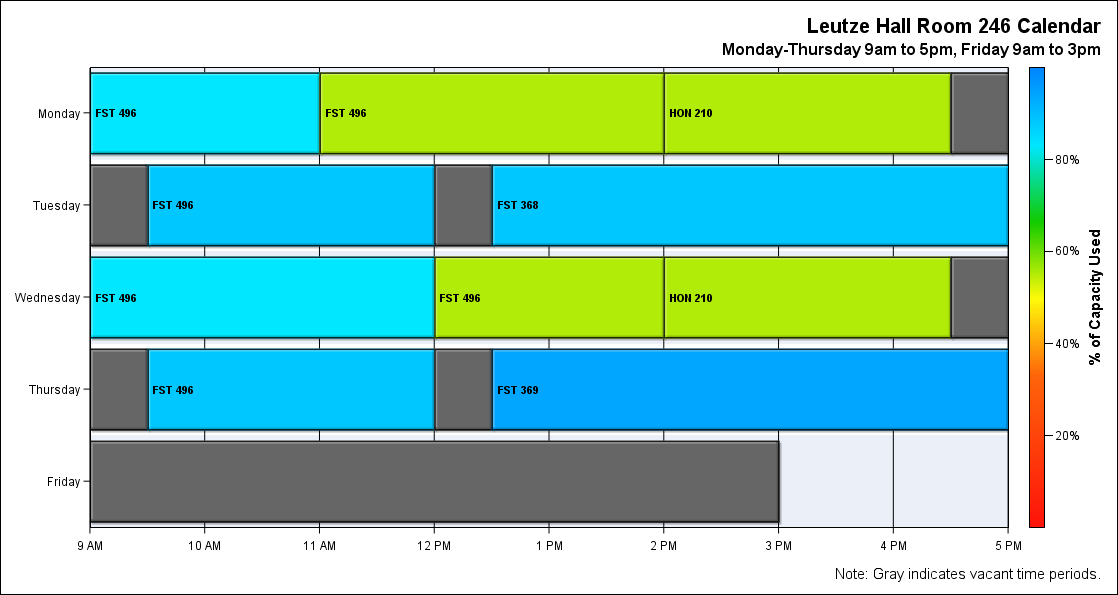 Leutze Hall Room 246 Calendar
Monday-Thursday 9am to 5pm, Friday 9am to 3pm
Monday
FST 496
FST 496
HON 210
Tuesday
FST 496
FST 368
Wednesday
FST 496
FST 496
HON 210
Thursday
FST 496
FST 369
Friday
9 AM
10 AM
11 AM
12 PM
1 PM
2 PM
3 PM
4 PM
5 PM
80%
60%
40%
20%
% of Capacity Used
Note: Gray indicates vacant time periods.